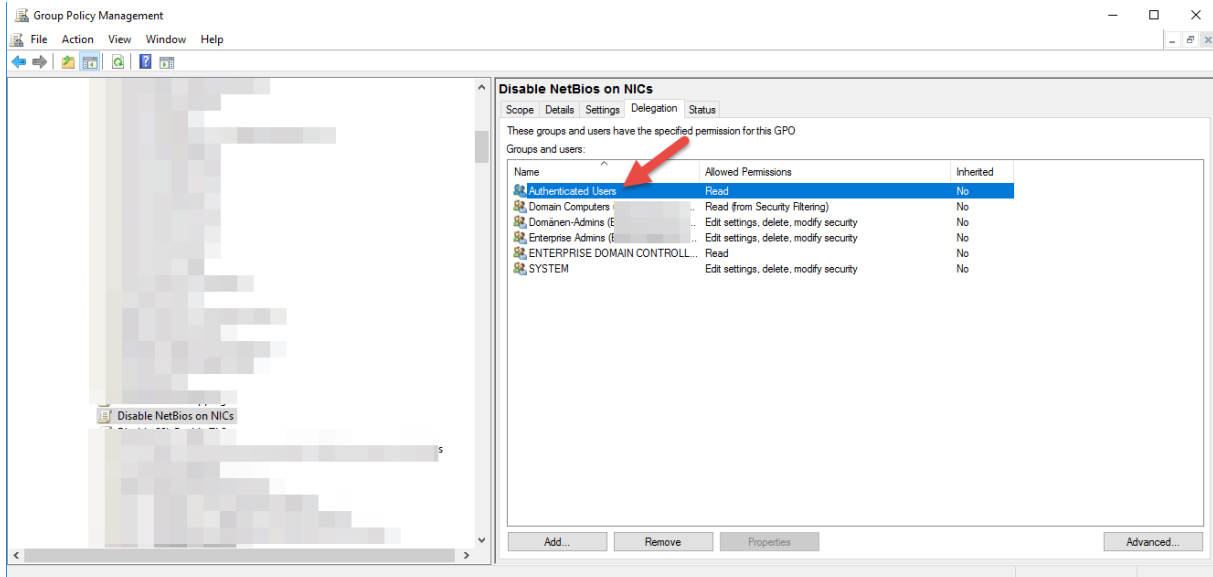 Group Policy Management
File Action View Window Help
Disable NetBios on NICs
Scope Details Settings Delegation Status
These groups and users have the specified permission for this GPO
Groups and users:
Name Allowed Permissions Inherited
Authenticated Users Read No
Domain Computers ( .. Read (from Security Filtering) No
Domänen-Admins (E .. Edit settings, delete, modify security No
Enterprise Admins (E .. Edit settings, delete, modify security No
ENTERPRISE DOMAIN CONTROLL... Read No
SYSTEM Edit settings, delete, modify security No
Disable NetBios on NICs
s
Add... Remove Properties Advanced...